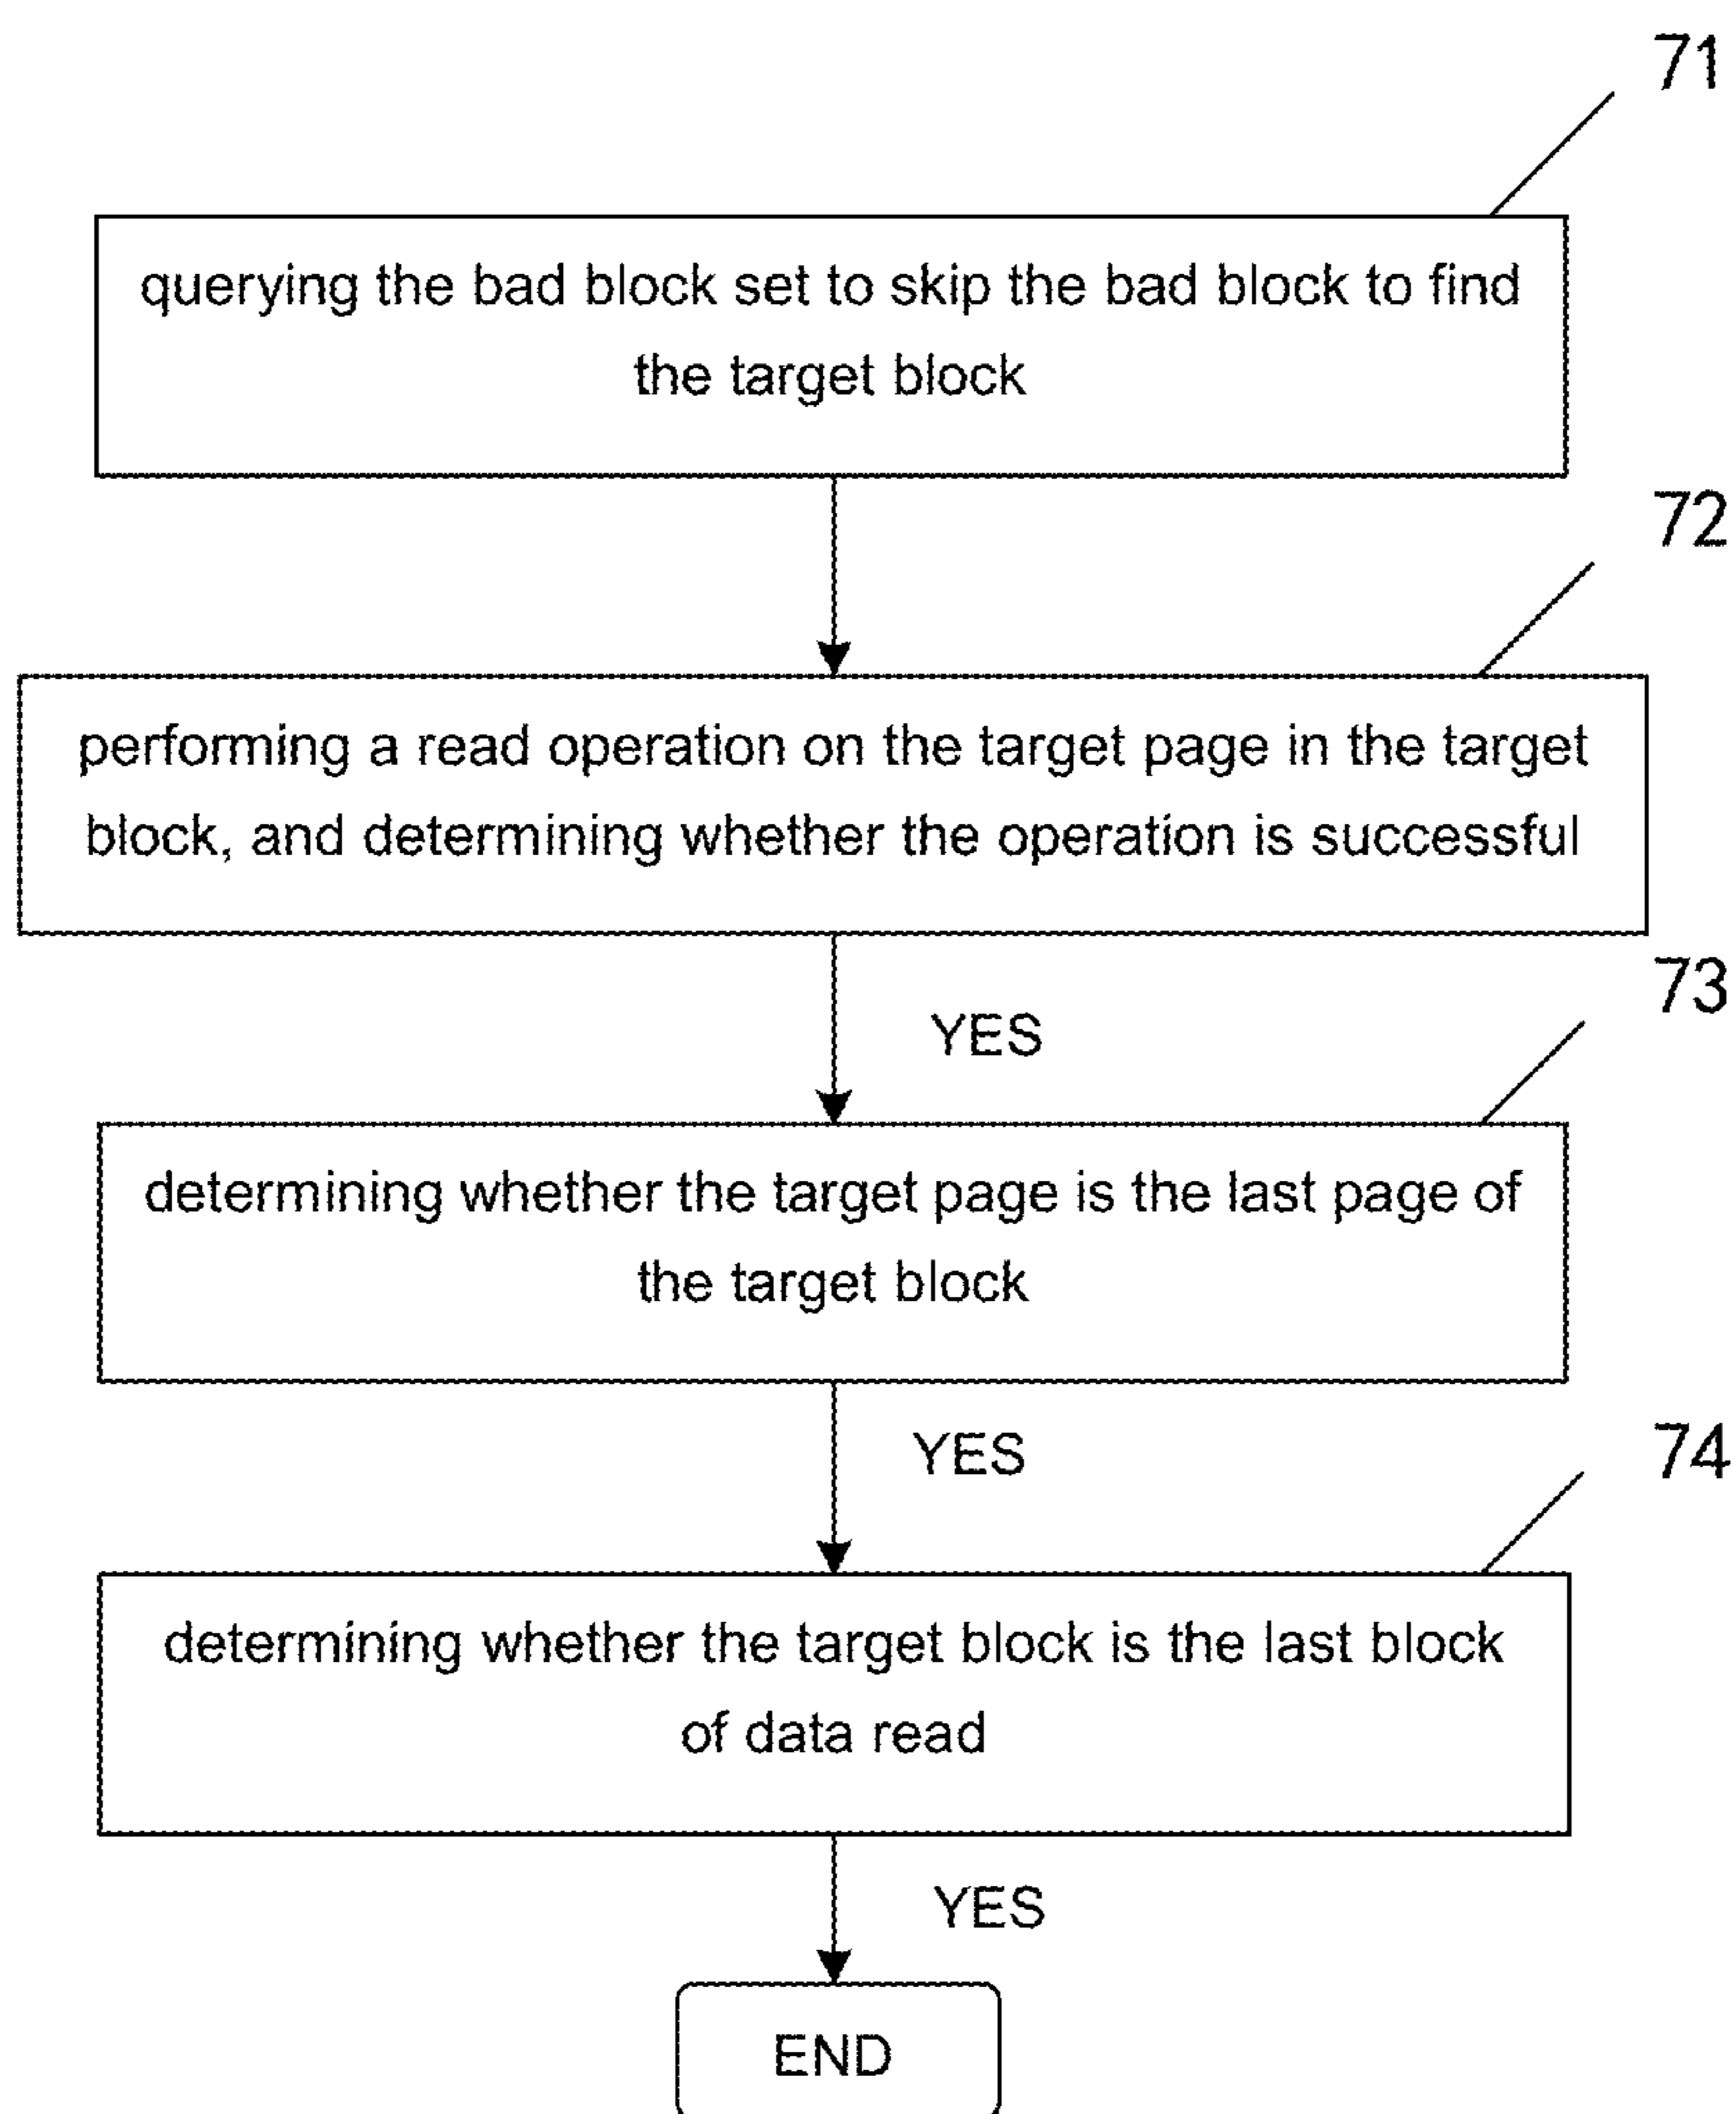 71
querying the bad block set to skip the bad block to find
the target block
72
performing a read operation on the target page in the target
block, and determining whether the operation is successful
YES
73
determining whether the target page is the last page of
the target block
YES
74
determining whether the target block is the last block
of data read
YES
END